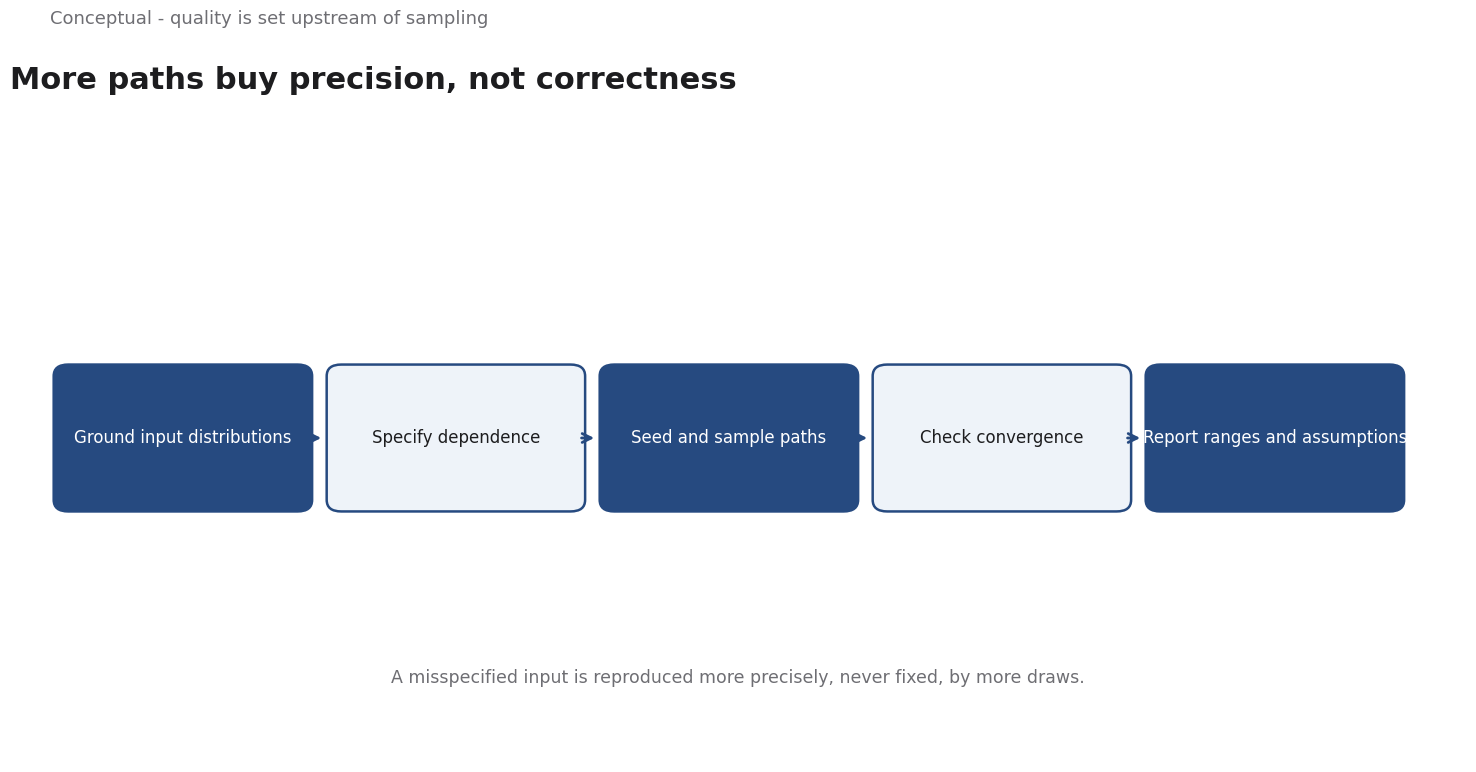 Conceptual - quality is set upstream of sampling
More paths buy precision, not correctness
Ground input distributions
Specify dependence
Seed and sample paths
Check convergence
Report ranges and assumptions
A misspecified input is reproduced more precisely, never fixed, by more draws.